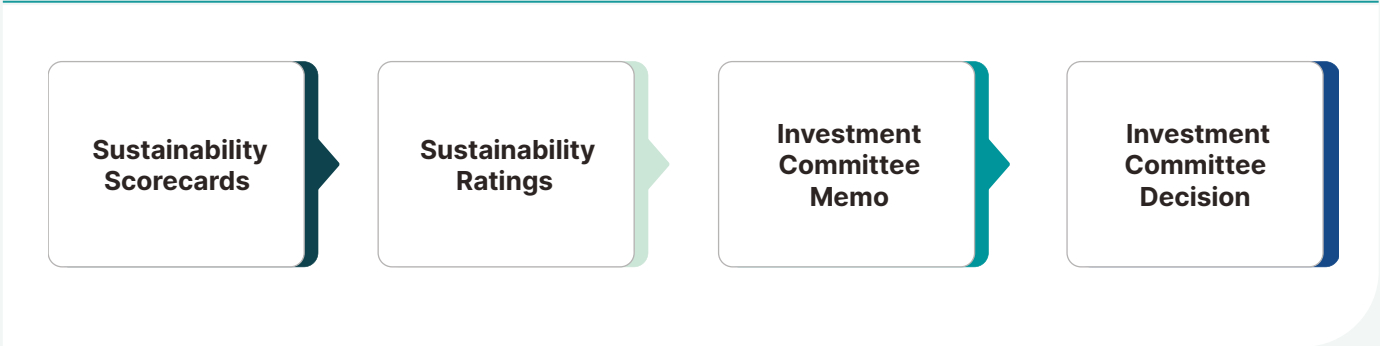 Sustainability
Scorecards
Sustainability
Ratings
Investment
Committee
Memo
Investment
Committee
Decision